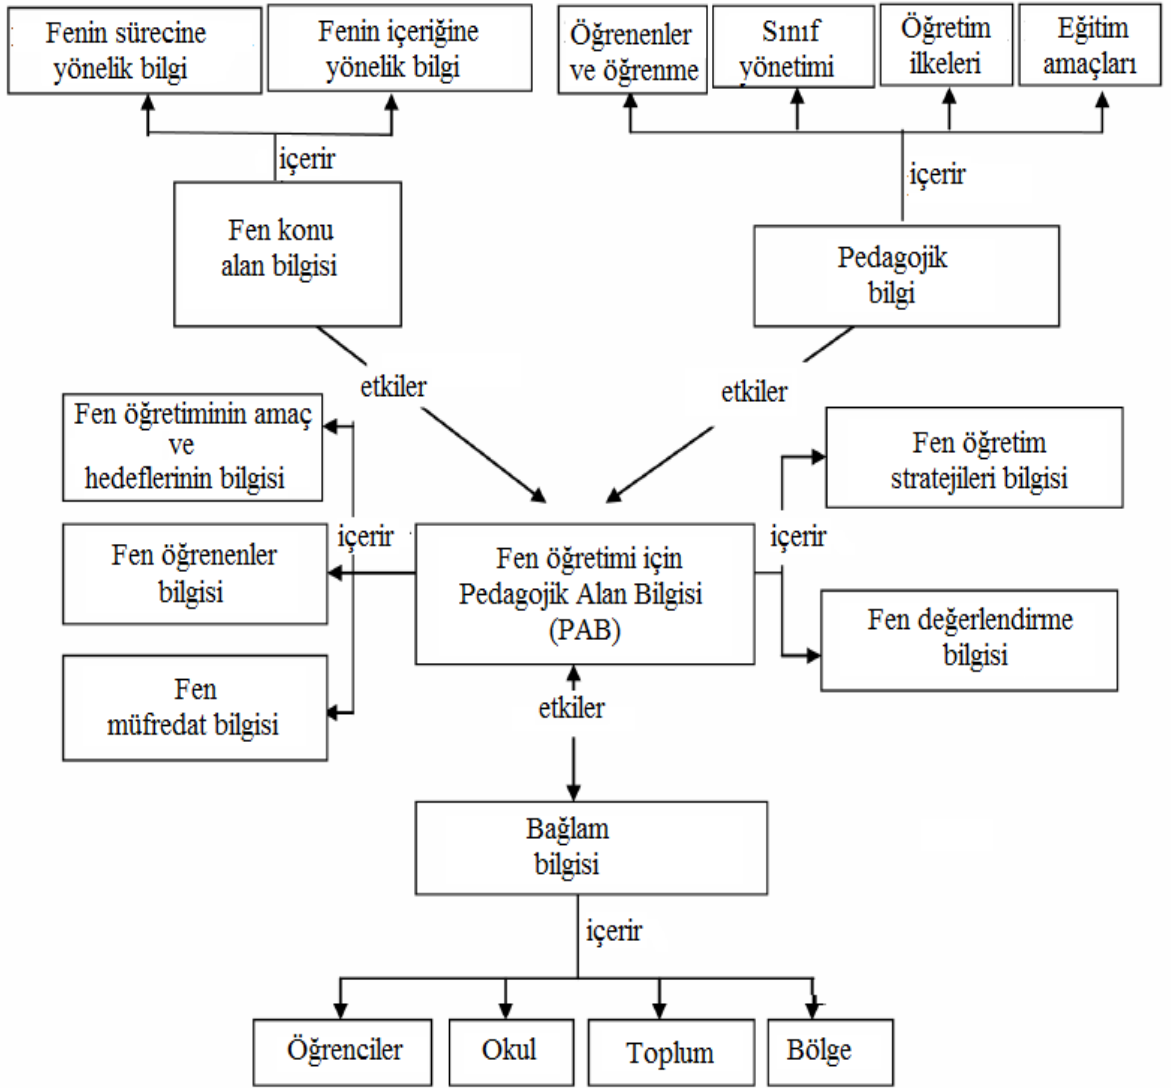 Fenin sürecine
yönelik bilgi
Fenin içeriğine
yönelik bilgi
Öğrenenler
ve öğrenme
Sınıf
yönetimi
Öğretim
ilkeleri
Eğitim
amaçları
içerir
içerir
Fen konu
alan bilgisi
Pedagojik
bilgi
etkiler
etkiler
Fen öğretiminin amaç
ve
hedeflerinin bilgisi
Fen öğretim
stratejileri bilgisi
içerir
içerir
Fen öğrenenler
bilgisi
Fen öğretimi için
Pedagojik Alan Bilgisi
(PAB)
Fen değerlendirme
bilgisi
Fen
müfredat bilgisi
etkiler
Bağlam
bilgisi
içerir
Öğrenciler
Okul
Toplum
Bölge